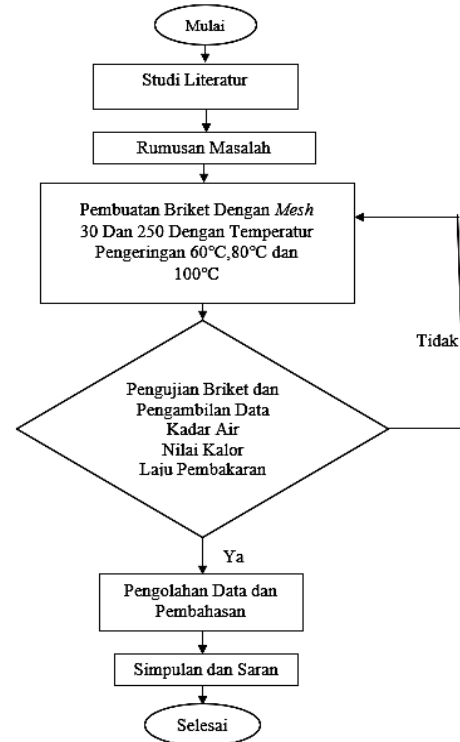 Mulai
Studi Literatur
Rumusan Masalah
Pembuatan Briket Dengan Mesh
30 Dan 250 Dengan Temperatur
Pengeringan 60°C,80°C dan
100°C
Tidak
Pengujian Briket dan
Pengambilan Data
Kadar Air
Nilai Kalor
Laju Pembakaran
Ya
Pengolahan Data dan
Pembahasan
Simpulan dan Saran
Selesai